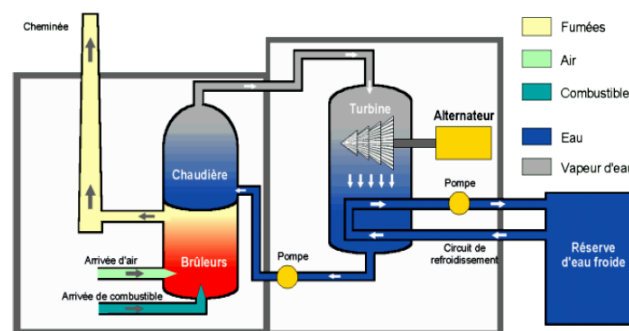 Cheminée
Fumées
Air
Combustible
Eau
Vapeur d'eau
Turbine
Alternateur
Chaudière
Pompe
Circuit de
refroidissement
Réserve
d'eau froide
Pompe
Brûleurs
Arrivée d'air
Arrivée de combustible